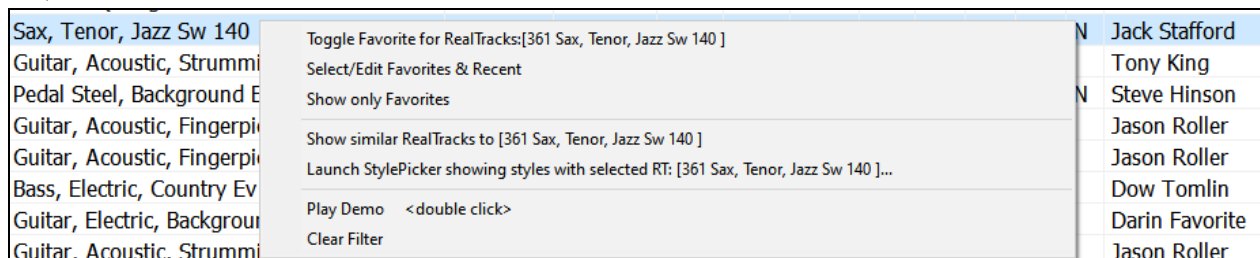 Sax, Tenor, Jazz Sw 140 N Jack Stafford
Guitar, Acoustic, Strummi Tony King
Pedal Steel, Background E N Steve Hinson
Guitar, Acoustic, Fingerpi Jason Roller
Guitar, Acoustic, Fingerpi Jason Roller
Bass, Electric, Country Ev Dow Tomlin
Guitar, Electric, Backgrour Darin Favorite
Guitar, Acoustic, Strummi Jason Roller
Toggle Favorite for RealTracks:[361 Sax, Tenor, Jazz Sw 140 ]
Select/Edit Favorites & Recent
Show only Favorites
Show similar RealTracks to [361 Sax, Tenor, Jazz Sw 140 ]
Launch StylePicker showing styles with selected RT: [361 Sax, Tenor, Jazz Sw 140 ]...
Play Demo <double click>
Clear Filter